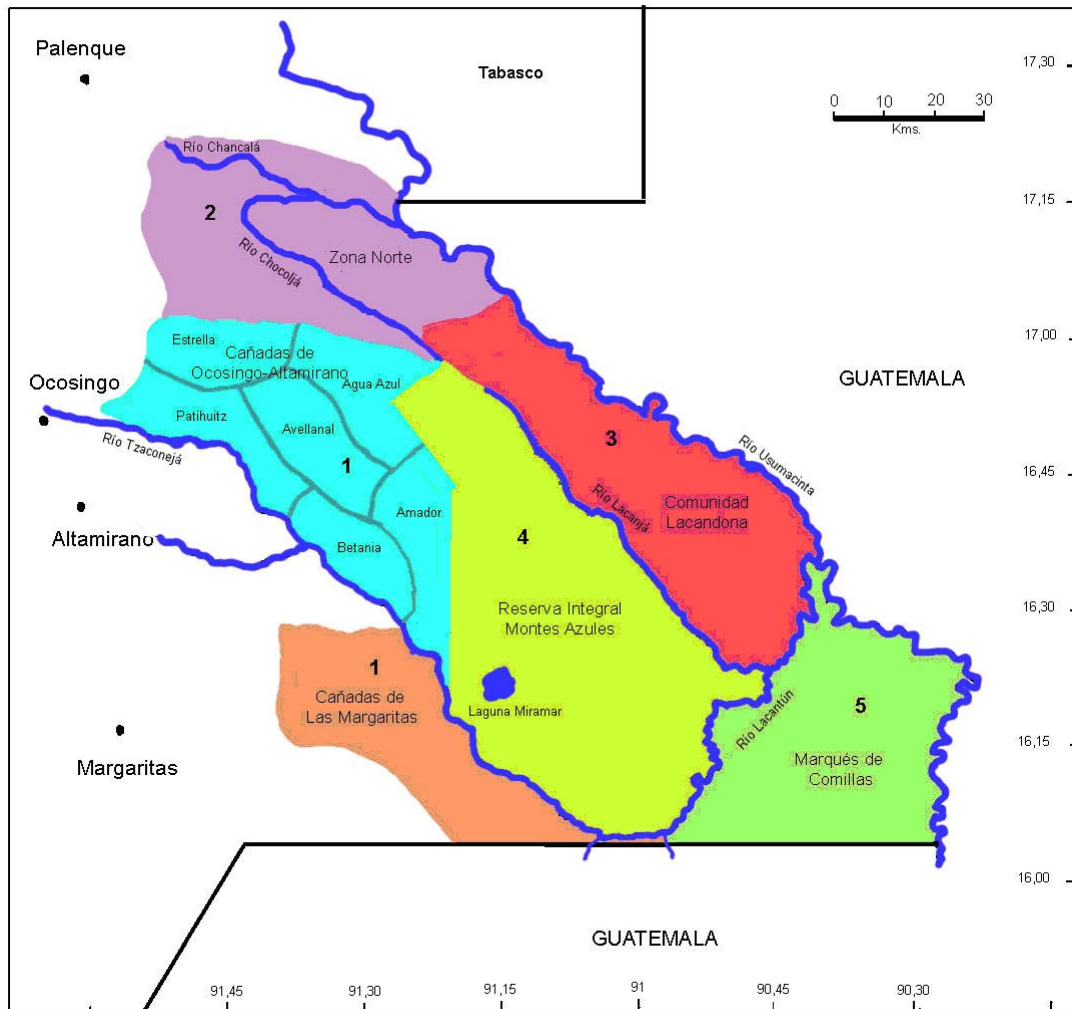 Palenque
Tabasco
17,30
0 10 20 30
Kms.
Río Chancalá
17,15
2
Río Chocoljá
Zona Norte
17,00
Estrella
Cañadas de
Ocosingo-Altamirano
Agua Azul
GUATEMALA
Ocosingo
Patihuitz
Avellanal
Río Tzaconejá
3
Río Usumacinta
1
16,45
Río Lacanjá
Comunidad
Lacandona
Amador
Altamirano
4
Betania
Reserva Integral
Montes Azules
16,30
1
Cañadas de
Las Margaritas
Laguna Miramar
Río Lacantún
5
16,15
Margaritas
Marqués de
Comillas
16,00
GUATEMALA
91,45
91,30
91,15
91
90,45
90,30